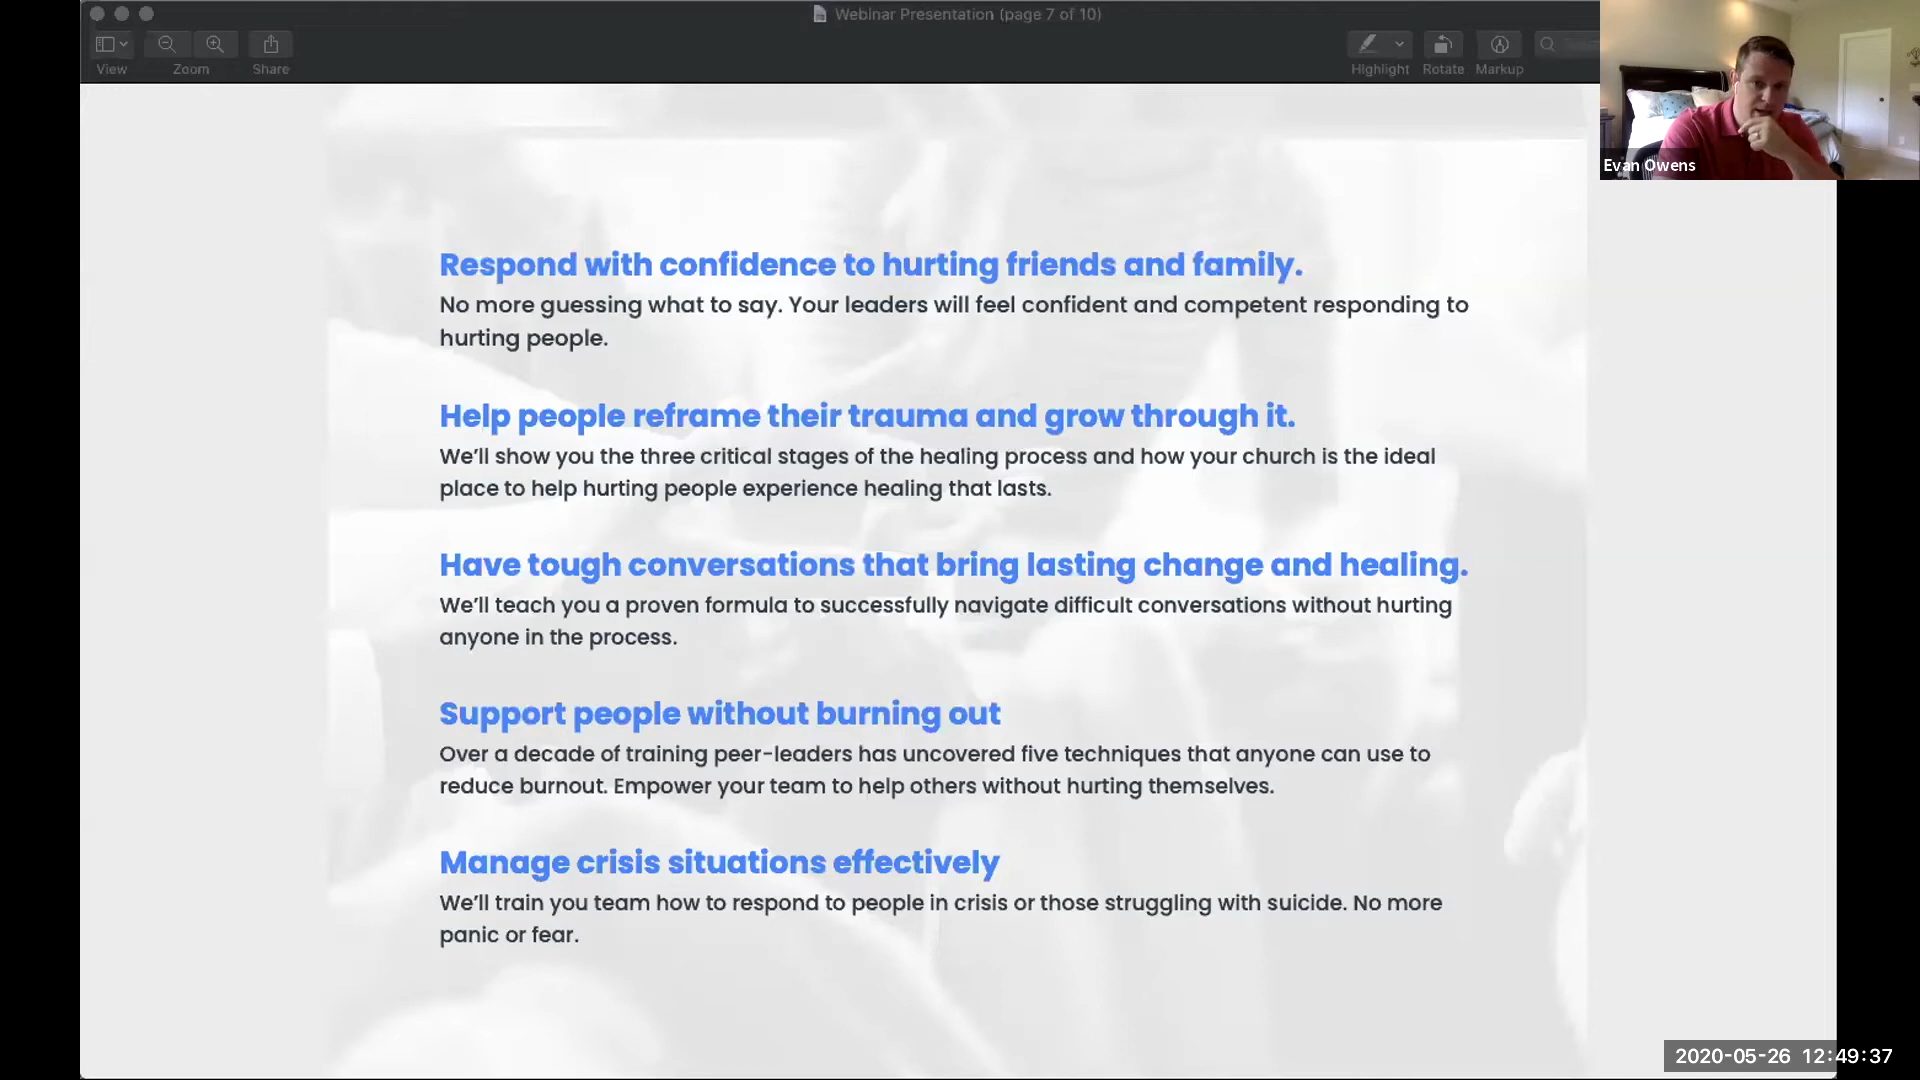 Webinar Presentation (page 7 of 10)
View
Zoom
Share
Highlight
Rotate
Markup
Evan Owens
Respond with confidence to hurting friends and family.
No more guessing what to say. Your leaders will feel confident and competent responding to
hurting people.
Help people reframe their trauma and grow through it.
We'll show you the three critical stages of the healing process and how your church is the ideal
place to help hurting people experience healing that lasts.
Have tough conversations that bring lasting change and healing.
We'll teach you a proven formula to successfully navigate difficult conversations without hurting
anyone in the process.
Support people without burning out
Over a decade of training peer-leaders has uncovered five techniques that anyone can use to
reduce burnout. Empower your team to help others without hurting themselves.
Manage crisis situations effectively
We'll train you team how to respond to people in crisis or those struggling with suicide. No more
panic or fear.
2020-05-26 12:49:37